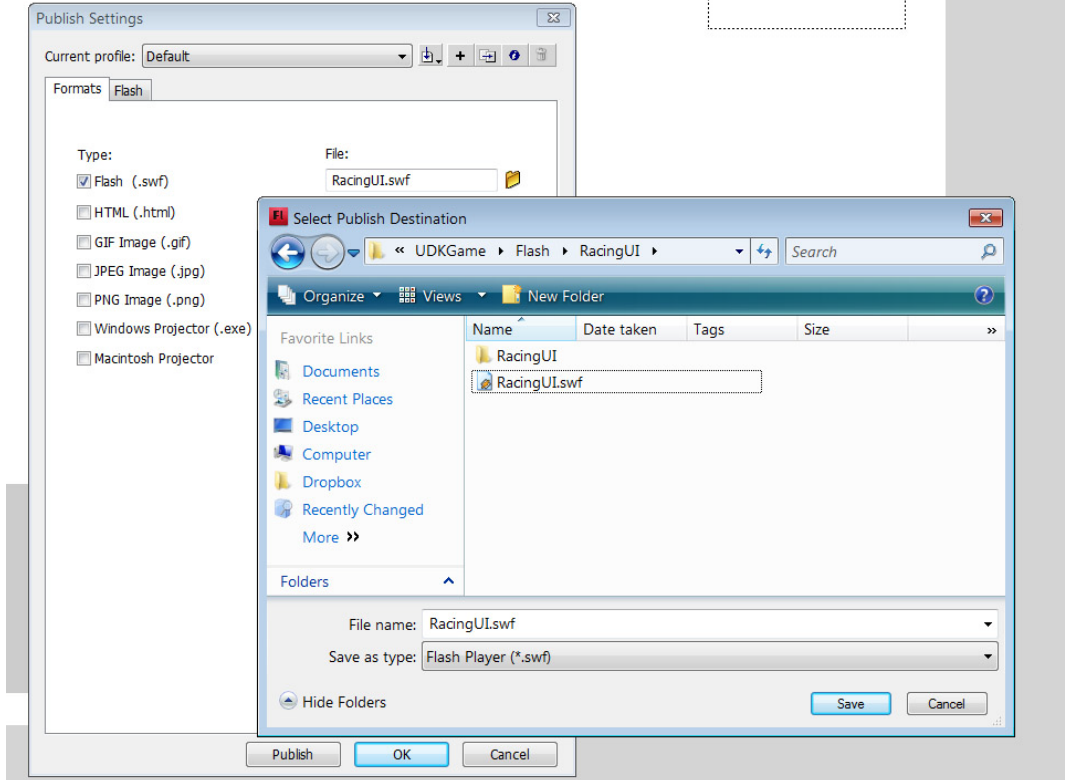 Publish Settings
Current profile: Default
Formats Flash
Type: File:
Flash (.swf) RacingUI.swf
HTML (.html)
GIF Image (.gif)
JPEG Image (.jpg)
PNG Image (.png)
Windows Projector (.exe)
Macintosh Projector
Publish OK Cancel
FL Select Publish Destination
« UDKGame Flash RacingUI Search
Organize Views New Folder ?
Favorite Links
Documents
Recent Places
Desktop
Computer
Dropbox
Recently Changed
More »
Folders
Name Date taken Tags Size »
RacingUI
RacingUI.swf
File name: RacingUI.swf
Save as type: Flash Player (*.swf)
Hide Folders Save Cancel